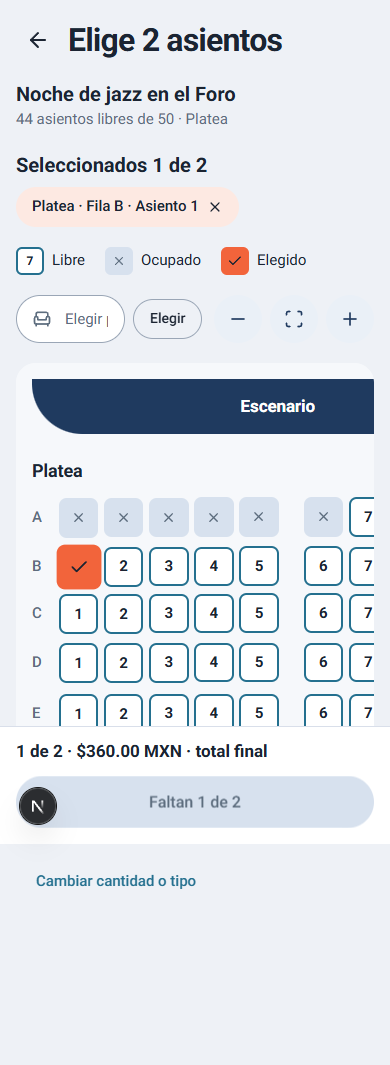 Elige 2 asientos
Noche de jazz en el Foro
44 asientos libres de 50 · Platea
Seleccionados 1 de 2
Platea · Fila B · Asiento 1
7 Libre Ocupado Elegido
Elegir Elegir
Escenario
Platea
A 7
B 2 3 4 5 6 7
C 1 2 3 4 5 6 7
D 1 2 3 4 5 6 7
E 1 2 3 4 5 6 7
1 de 2 · $360.00 MXN · total final
N Faltan 1 de 2
Cambiar cantidad o tipo